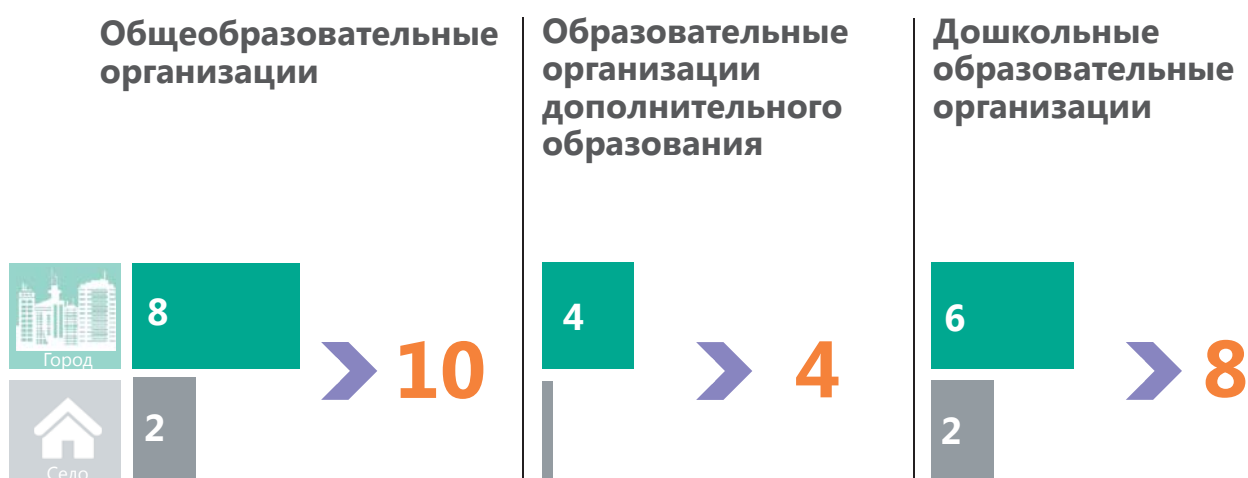 Общеобразовательные
организации
Образовательные
организации
дополнительного
образования
Дошкольные
образовательные
организации
Город
8
10
4
4
6
8
Село
2
2